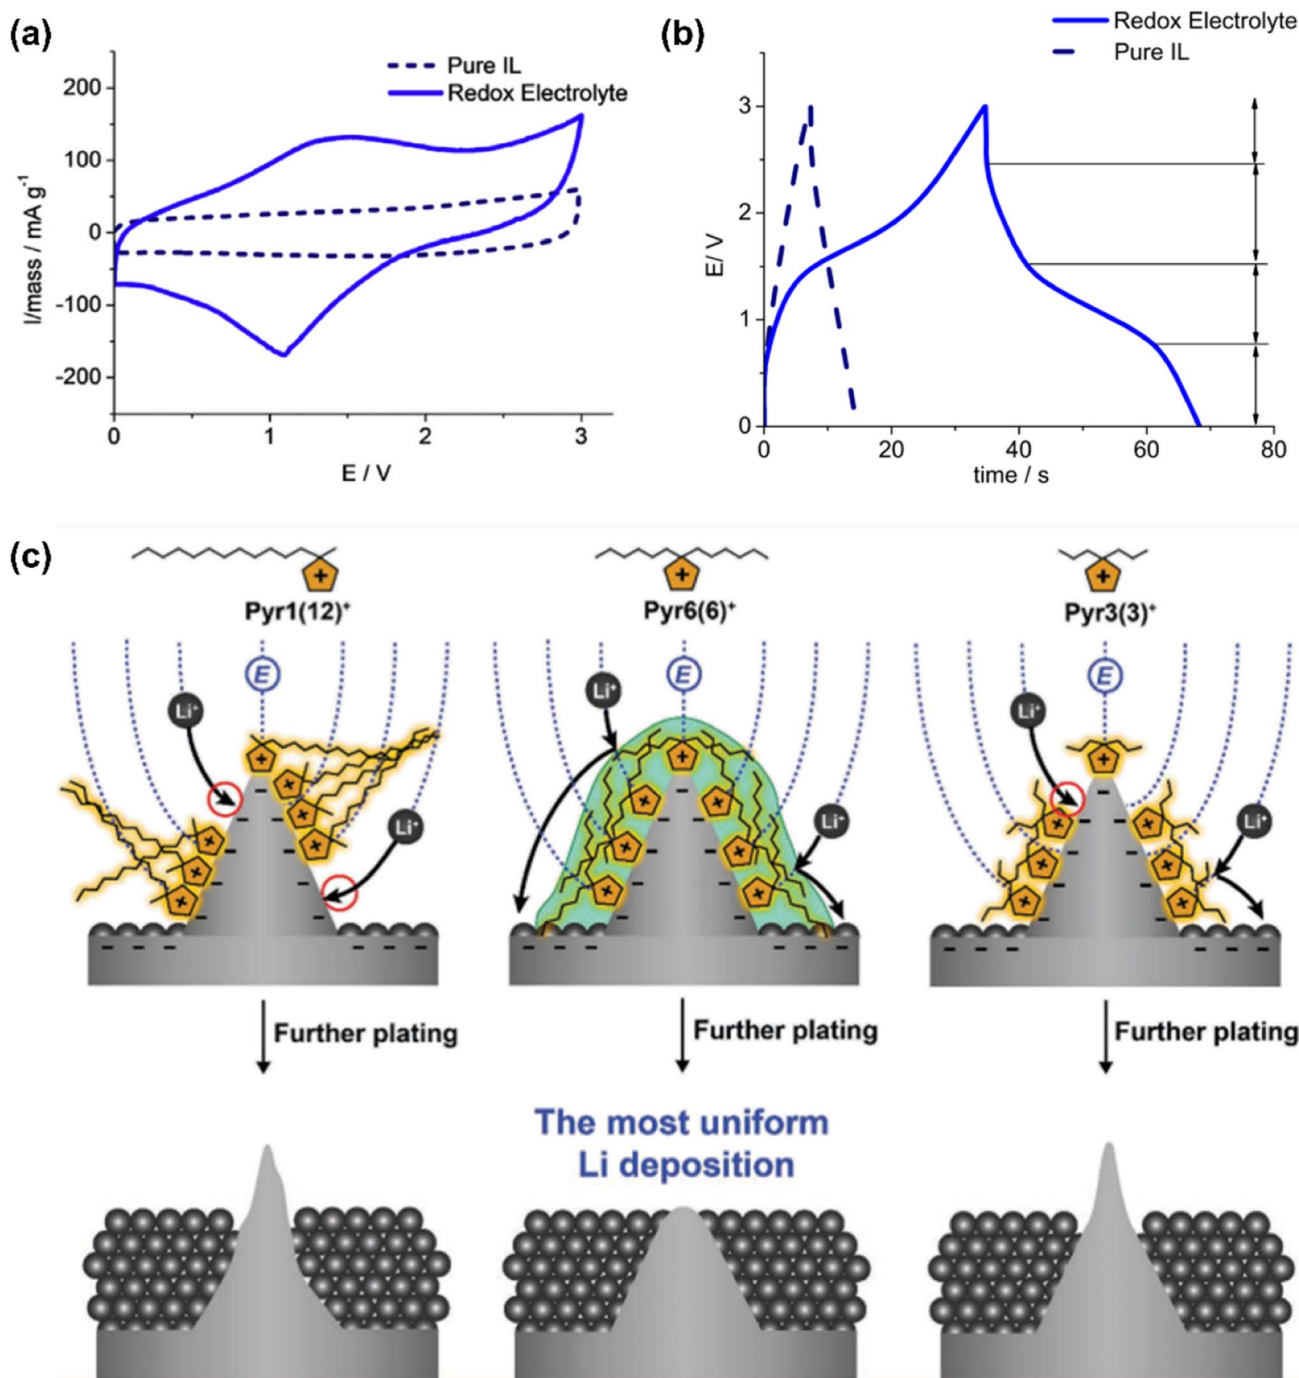 (a)
Pure IL
Redox Electrolyte
200
100
0
-100
-200
I/mass / mA g⁻¹
0
1
2
3
E / V
(b)
Redox Electrolyte
Pure IL
3
2
1
0
E/ V
0
20
40
60
80
time / s
(c)
Pyr1(12)⁺
Pyr6(6)⁺
Pyr3(3)⁺
E
E
E
Li⁺
Li⁺
Li⁺
Li⁺
Li⁺
Li⁺
Further plating
Further plating
Further plating
The most uniform
Li deposition